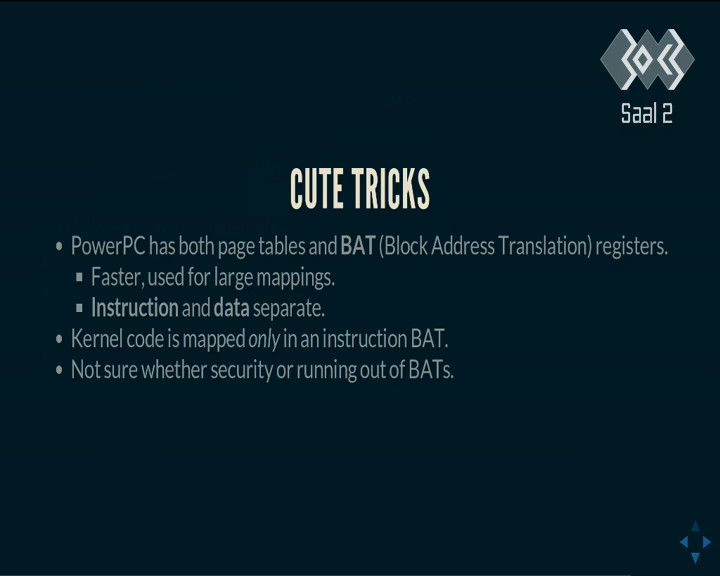 Saal 2
CUTE TRICKS
• PowerPC has both page tables and BAT (Block Address Translation) registers.
▪ Faster, used for large mappings.
▪ Instruction and data separate.
• Kernel code is mapped only in an instruction BAT.
• Not sure whether security or running out of BATs.